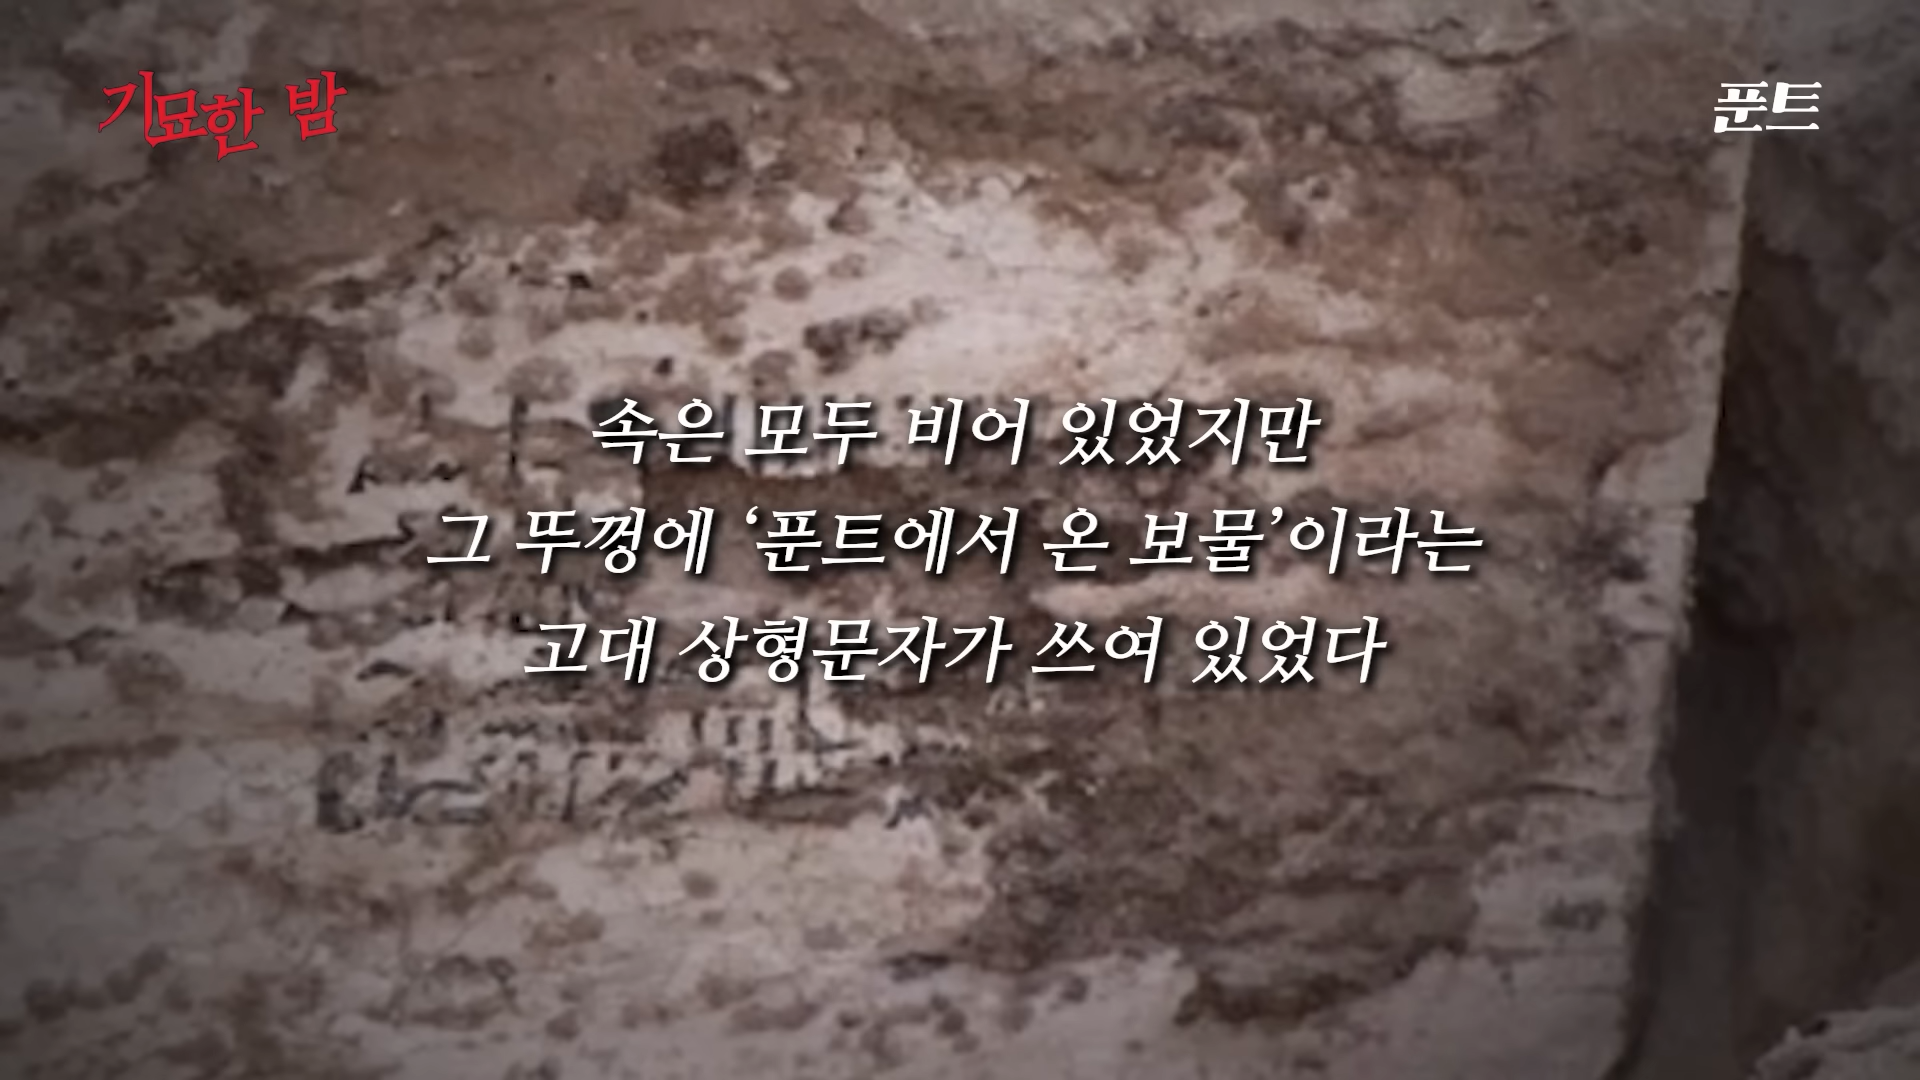 기묘한 밤
푼트
속은 모두 비어 있었지만
그 뚜껑에 ‘푼트에서 온 보물’이라는
고대 상형문자가 쓰여 있었다